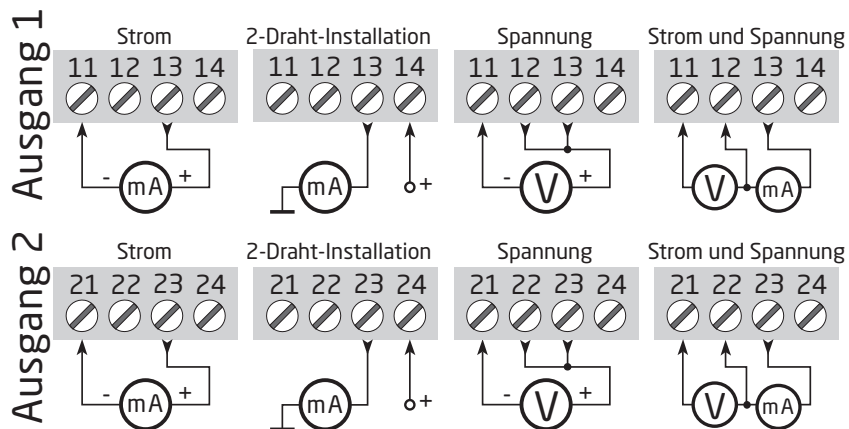 Ausgang 1
Strom 2-Draht-Installation Spannung Strom und Spannung
11 12 13 14 11 12 13 14 11 12 13 14 11 12 13 14
- mA + mA + - V + V mA
Ausgang 2
Strom 2-Draht-Installation Spannung Strom und Spannung
21 22 23 24 21 22 23 24 21 22 23 24 21 22 23 24
- mA + mA + - V + V mA